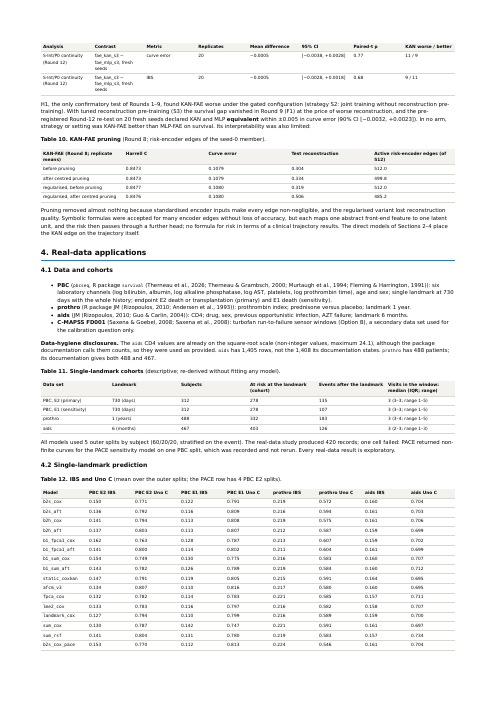 Analysis Contrast Metric Replicates Mean difference 95% CI Paired-t p KAN worse / better
S-int/P0 continuity (Round 12) fae_kan_s3 − fae_mlp_s3, fresh seeds curve error 20 −0.0005 [−0.0038, +0.0028] 0.77 11 / 9
S-int/P0 continuity (Round 12) fae_kan_s3 − fae_mlp_s3, fresh seeds IBS 20 −0.0005 [−0.0028, +0.0018] 0.68 9 / 11
H1, the only confirmatory test of Rounds 1–9, found KAN-FAE worse under the gated configuration (strategy S2: joint training without reconstruction pre-
training). With tuned reconstruction pre-training (S3) the survival gap vanished in Round 9 (F1) at the price of worse reconstruction, and the pre-
registered Round-12 re-test on 20 fresh seeds declared KAN and MLP equivalent within ±0.005 in curve error (90% CI [−0.0032, +0.0023]). In no arm,
strategy or setting was KAN-FAE better than MLP-FAE on survival. Its interpretability was also limited:
Table 10. KAN-FAE pruning (Round 8; risk-encoder edges of the seed-0 member).
KAN-FAE (Round 8; replicate means) Harrell C Curve error Test reconstruction Active risk-encoder edges (of 512)
before pruning 0.8473 0.1079 0.304 512.0
after centred pruning 0.8473 0.1079 0.334 499.8
regularised, before pruning 0.8477 0.1080 0.319 512.0
regularised, after centred pruning 0.8476 0.1080 0.506 485.2
Pruning removed almost nothing because standardised encoder inputs make every edge non-negligible, and the regularised variant lost reconstruction
quality. Symbolic formulas were accepted for many encoder edges without loss of accuracy, but each maps one abstract front-end feature to one latent
unit, and the risk then passes through a further head; no formula for risk in terms of a clinical trajectory results. The direct models of Sections 2–4 place
the KAN edge on the trajectory itself.
4. Real-data applications
4.1 Data and cohorts
• PBC (pbcseq, R package survival) (Therneau et al., 2026; Therneau & Grambsch, 2000; Murtaugh et al., 1994; Fleming & Harrington, 1991)): six
laboratory channels (log bilirubin, albumin, log alkaline phosphatase, log AST, platelets, log prothrombin time), age and sex; single landmark at 730
days with the whole history; endpoint E2 death or transplantation (primary) and E1 death (sensitivity).
• prothro (R package JM (Rizopoulos, 2010; Andersen et al., 1993)): prothrombin index; prednisone versus placebo; landmark 1 year.
• aids (JM (Rizopoulos, 2010; Guo & Carlin, 2004)): CD4; drug, sex, previous opportunistic infection, AZT failure; landmark 6 months.
• C-MAPSS FD001 (Saxena & Goebel, 2008; Saxena et al., 2008): turbofan run-to-failure sensor windows (Option B), a secondary data set used for
the calibration question only.
Data-hygiene disclosures. The aids CD4 values are already on the square-root scale (non-integer values, maximum 24.1), although the package
documentation calls them counts, so they were used as provided. aids has 1,405 rows, not the 1,408 its documentation states. prothro has 488 patients;
its documentation gives both 488 and 467.
Table 11. Single-landmark cohorts (descriptive; re-derived without fitting any model).
Data set Landmark Subjects At risk at the landmark (cohort) Events after the landmark Visits in the window: median (IQR; range)
PBC, E2 (primary) 730 (days) 312 278 135 3 (3–3; range 1–5)
PBC, E1 (sensitivity) 730 (days) 312 278 107 3 (3–3; range 1–5)
prothro 1 (years) 488 332 183 3 (3–4; range 1–5)
aids 6 (months) 467 403 126 3 (2–3; range 1–3)
All models used 5 outer splits by subject (60/20/20, stratified on the event). The real-data study produced 420 records; one cell failed: PACE returned non-
finite curves for the PACE sensitivity model on one PBC split, which was recorded and not rerun. Every real-data result is exploratory.
4.2 Single-landmark prediction
Table 12. IBS and Uno C (mean over the outer splits; the PACE row has 4 PBC E2 splits).
Model PBC E2 IBS PBC E2 Uno C PBC E1 IBS PBC E1 Uno C prothro IBS prothro Uno C aids IBS aids Uno C
b2s_cox 0.150 0.771 0.122 0.791 0.219 0.572 0.160 0.704
b2s_aft 0.136 0.792 0.116 0.809 0.216 0.594 0.161 0.703
b2h_cox 0.141 0.794 0.113 0.808 0.219 0.575 0.161 0.706
b2h_aft 0.137 0.803 0.113 0.807 0.212 0.587 0.159 0.699
b1_fpca1_cox 0.162 0.763 0.128 0.787 0.213 0.607 0.159 0.702
b1_fpca1_aft 0.141 0.800 0.114 0.802 0.211 0.604 0.161 0.699
b1_sum_cox 0.154 0.749 0.130 0.775 0.216 0.583 0.160 0.707
b1_sum_aft 0.143 0.782 0.126 0.789 0.219 0.584 0.160 0.712
static_coxkan 0.147 0.791 0.119 0.805 0.215 0.591 0.164 0.695
afcm_v3 0.134 0.807 0.110 0.816 0.217 0.580 0.160 0.695
fpca_cox 0.132 0.782 0.114 0.783 0.221 0.585 0.157 0.711
lme2_cox 0.133 0.783 0.116 0.797 0.216 0.582 0.158 0.707
landmark_cox 0.127 0.794 0.110 0.799 0.216 0.589 0.159 0.700
sum_cox 0.130 0.787 0.142 0.747 0.221 0.591 0.161 0.697
sum_rsf 0.141 0.804 0.131 0.780 0.219 0.583 0.157 0.734
b2s_cox_pace 0.153 0.770 0.112 0.813 0.224 0.546 0.161 0.704